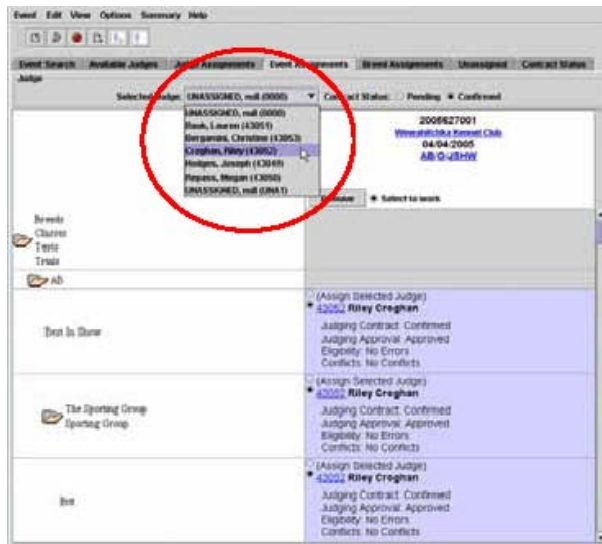 Event Edit View Options Summary Help
Event Search Available Judges Judge Assignments Event Assignments Breed Assignments Unassigned Contract Status
Judge
Selected Judge: UNASSIGNED, null (0000) Contract Status: Pending Confirmed
UNASSIGNED, null (0000)
Bauk, Lauren (43051)
Bergamini, Christine (43053)
Croghan, Riley (43052)
Hodges, Joseph (43049)
Repass, Megan (43050)
UNASSIGNED, null (UNA1)
2005627001
Kennel Club
04/04/2005
AB/O-JSHW
Select to work
Breeds
Classes
Tests
Trials
AB
(Assign Selected Judge)
43052 Riley Croghan
Judging Contract: Confirmed
Judging Approval: Approved
Eligibility: No Errors
Conflicts: No Conflicts
Best In Show
(Assign Selected Judge)
43052 Riley Croghan
Judging Contract: Confirmed
Judging Approval: Approved
Eligibility: No Errors
Conflicts: No Conflicts
The Sporting Group
Sporting Group
(Assign Selected Judge)
43052 Riley Croghan
Judging Contract: Confirmed
Judging Approval: Approved
Eligibility: No Errors
Conflicts: No Conflicts